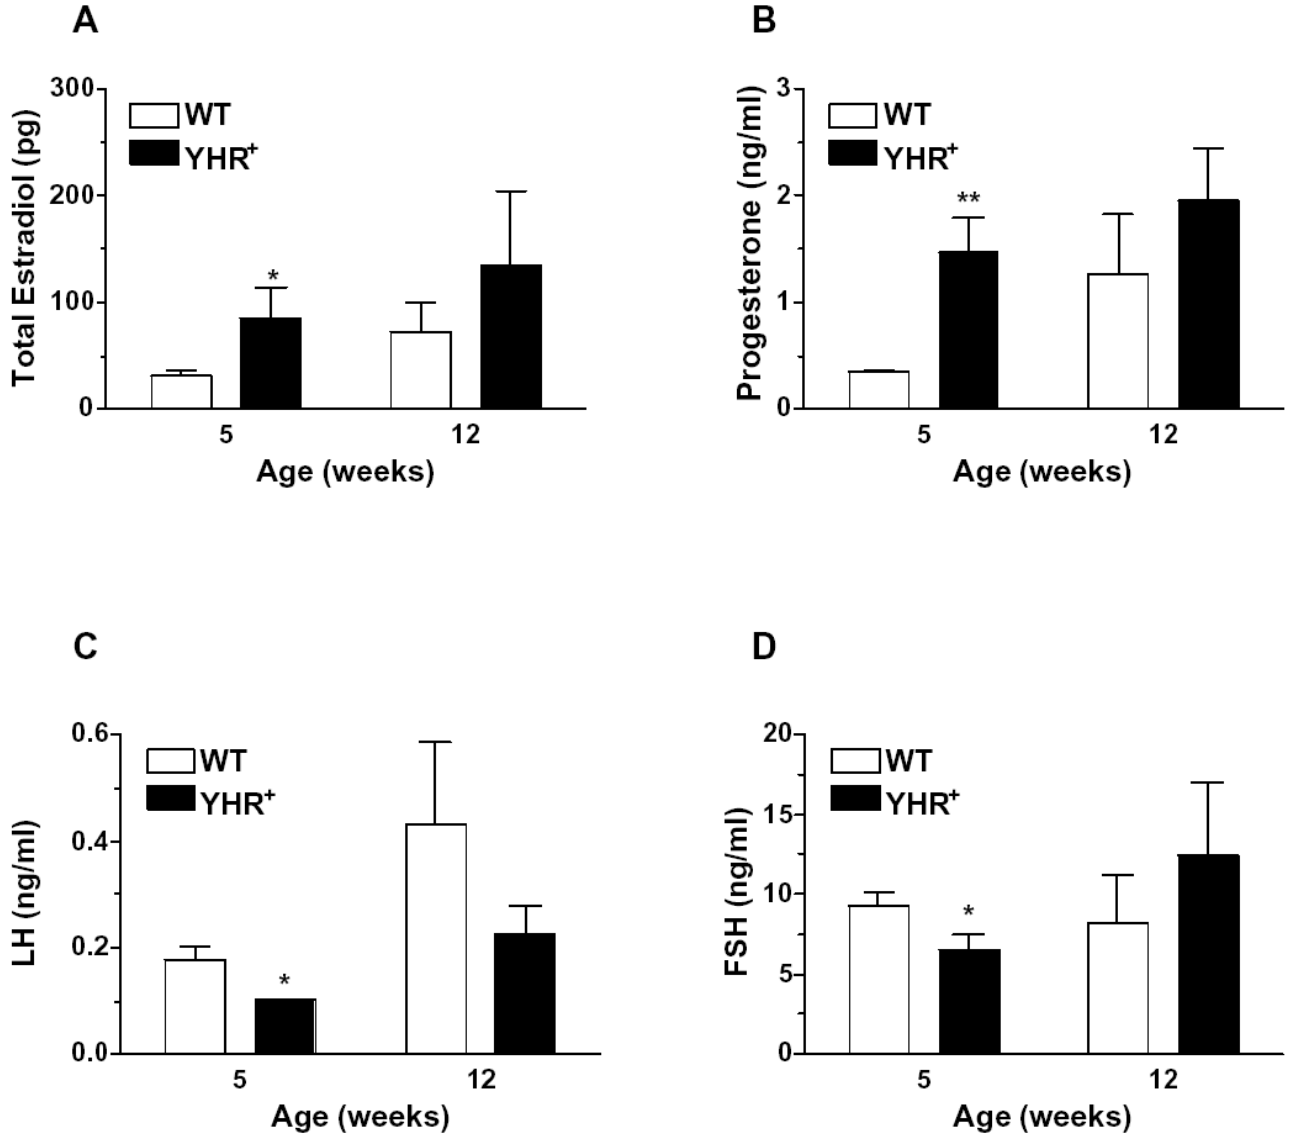 A
Total Estradiol (pg)
300
200
100
0
WT
YHR+
*
5
12
Age (weeks)
B
Progesterone (ng/ml)
3
2
1
0
WT
YHR+
**
5
12
Age (weeks)
C
LH (ng/ml)
0.6
0.4
0.2
0.0
WT
YHR+
*
5
12
Age (weeks)
D
FSH (ng/ml)
20
15
10
5
0
WT
YHR+
*
5
12
Age (weeks)